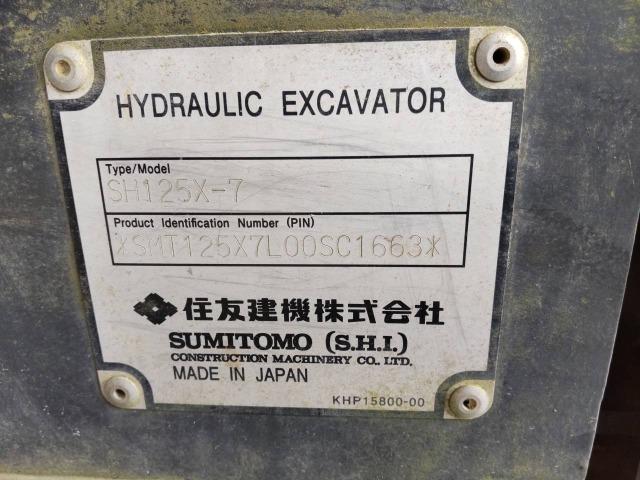 HYDRAULIC EXCAVATOR
Type/Model
SH125X-7
Product Identification Number (PIN)
*SMT125X7L00SC1663*
住友建機株式会社
SUMITOMO (S.H.I.)
CONSTRUCTION MACHINERY CO., LTD.
MADE IN JAPAN
KHP15800-00